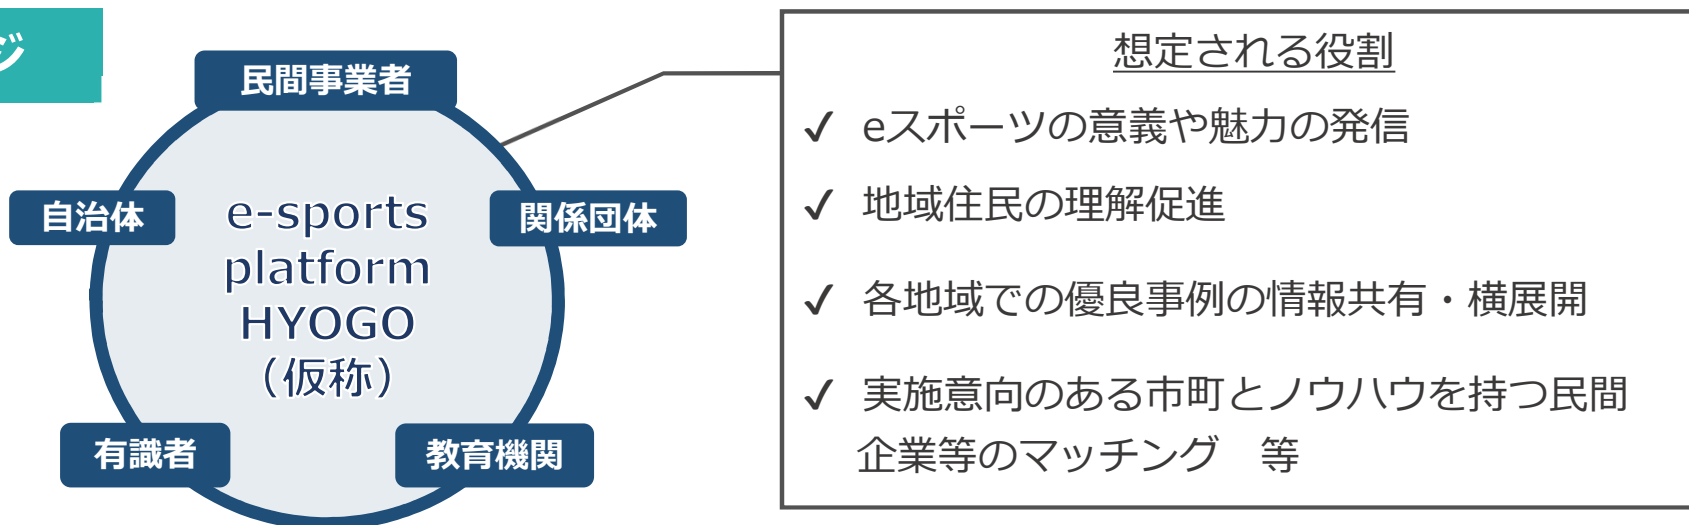 ジ
民間事業者
自治体
関係団体
e-sports
platform
HYOGO
（仮称）
有識者
教育機関
想定される役割
✓ eスポーツの意義や魅力の発信
✓ 地域住民の理解促進
✓ 各地域での優良事例の情報共有・横展開
✓ 実施意向のある市町とノウハウを持つ民間
企業等のマッチング　等